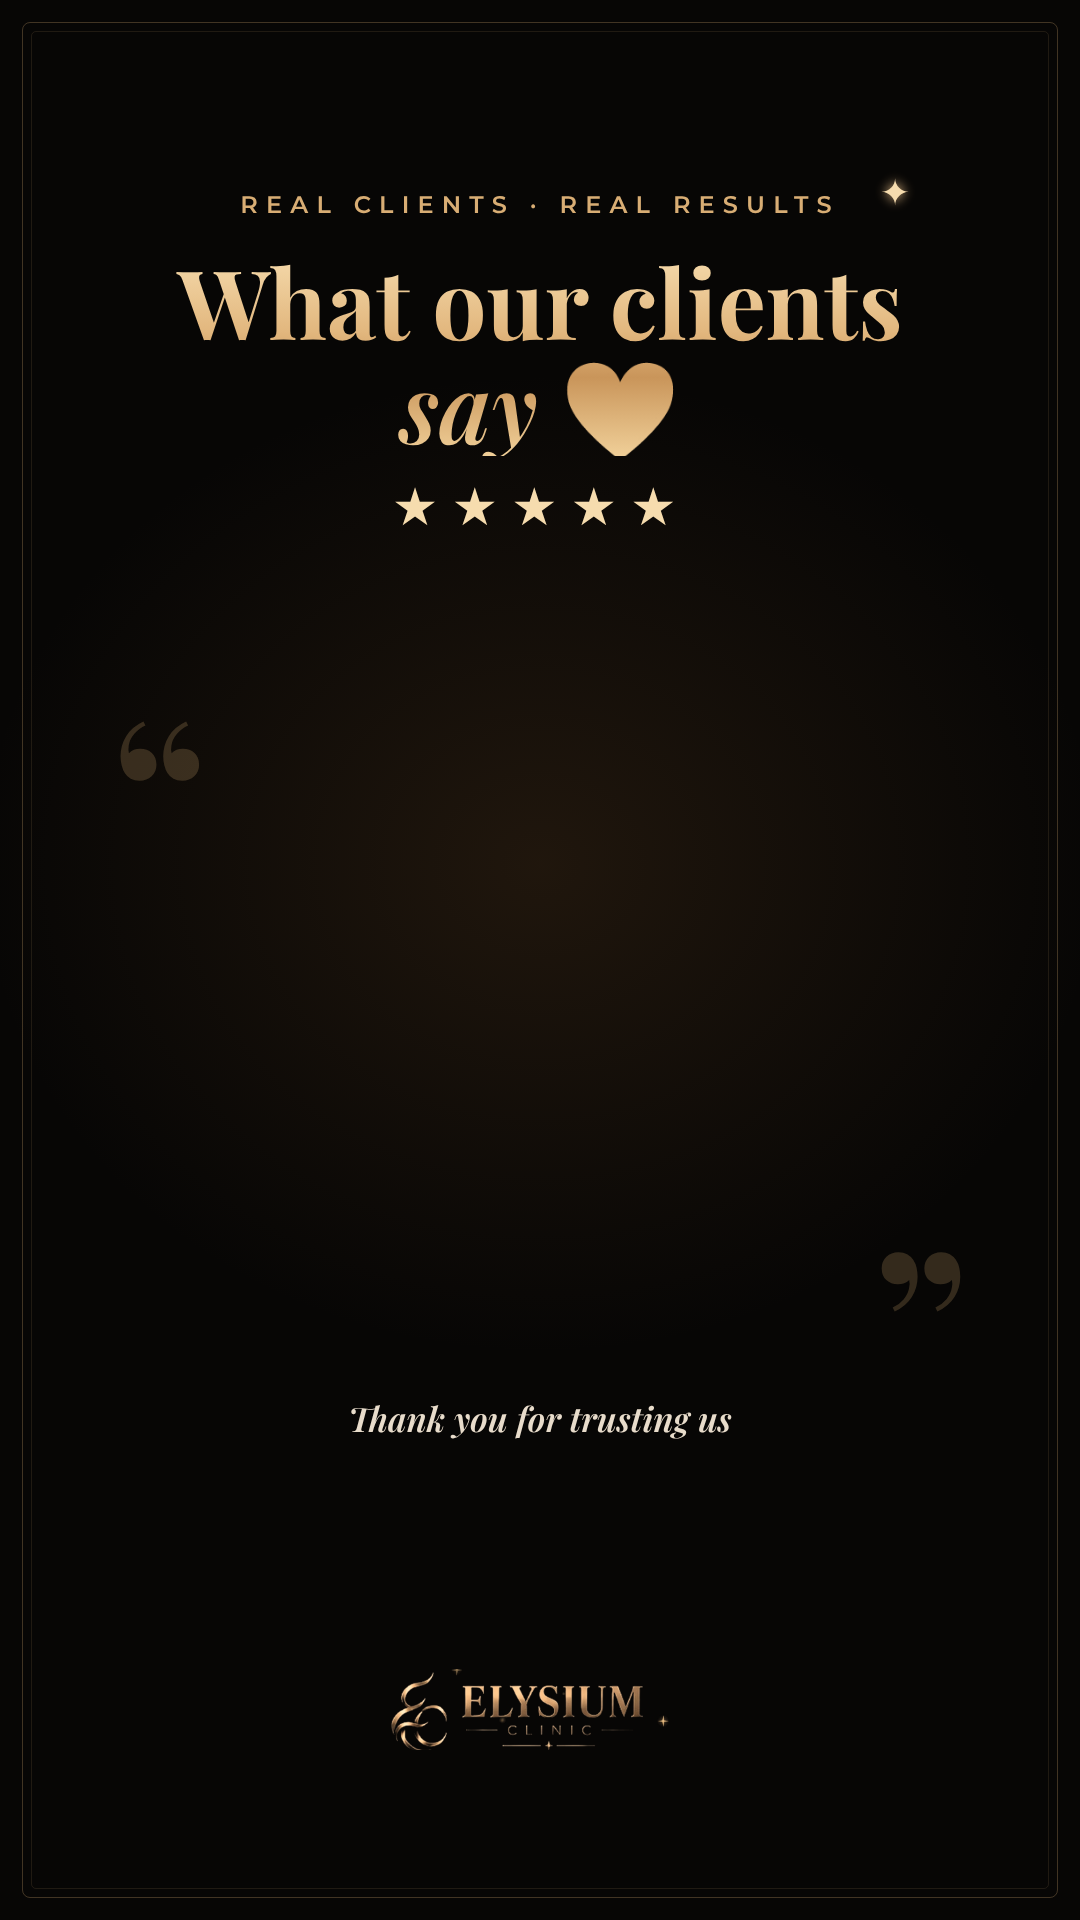 REAL CLIENTS · REAL RESULTS
What our clients
say
“
”
Thank you for trusting us
ELYSIUM
CLINIC